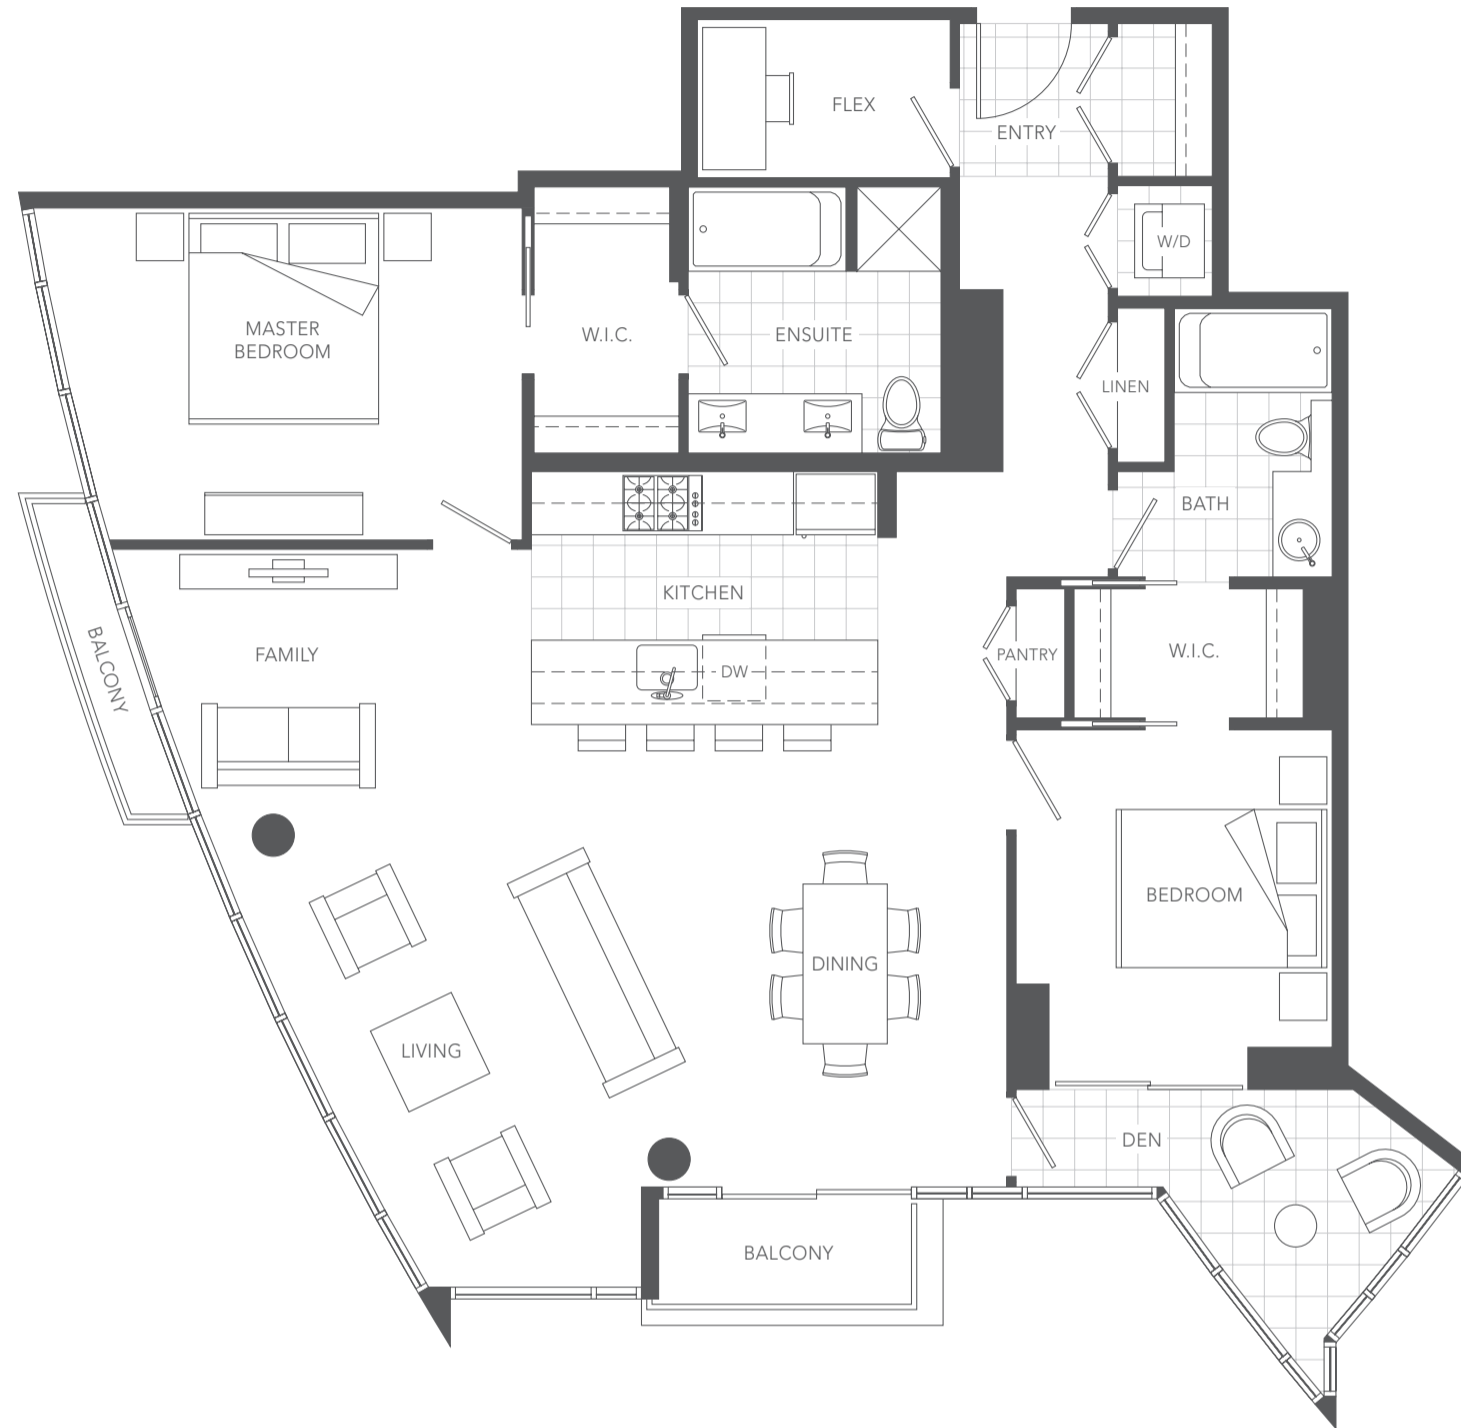 FLEX
ENTRY
W/D
MASTER
BEDROOM
W.I.C.
ENSUITE
LINEN
BATH
KITCHEN
FAMILY
BALCONY
DW
PANTRY
W.I.C.
BEDROOM
DINING
LIVING
DEN
BALCONY